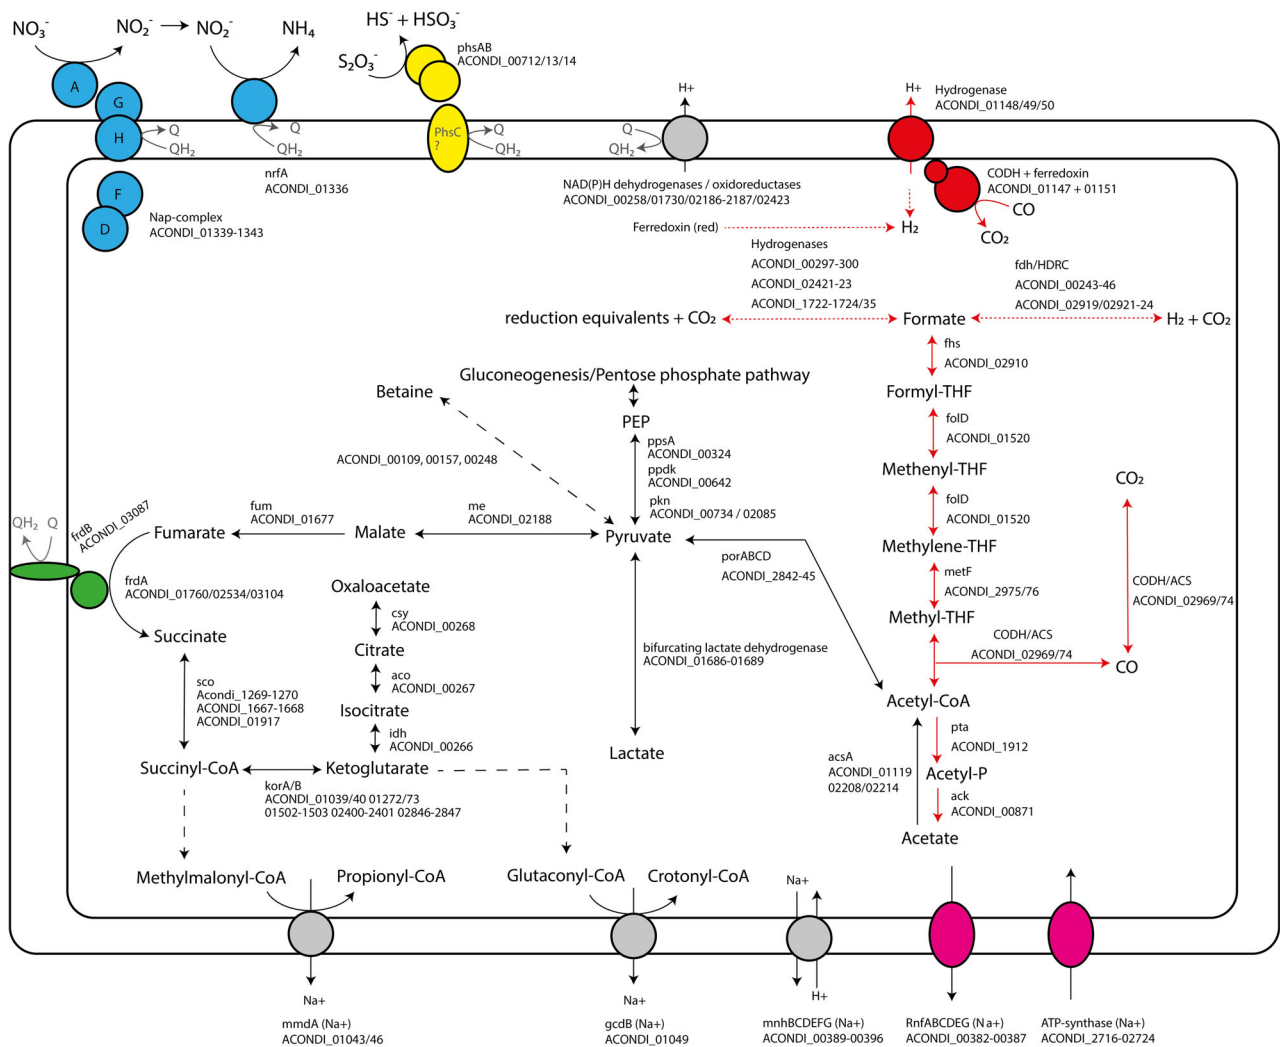 NO₃⁻
NO₂⁻
NO₂⁻
NH₄
HS⁻ + HSO₃⁻
S₂O₃⁻
phsAB
ACONDI_00712/13/14
A
G
H
F
D
Q
QH₂
Q
QH₂
nrfA
ACONDI_01336
Nap-complex
ACONDI_01339-1343
PhsC
?
Q
QH₂
Q
QH₂
H+
NAD(P)H dehydrogenases / oxidoreductases
ACONDI_00258/01730/02186-2187/02423
H+
Hydrogenase
ACONDI_01148/49/50
CODH + ferredoxin
ACONDI_01147 + 01151
CO
CO₂
Ferredoxin (red)
H₂
Hydrogenases
ACONDI_00297-300
ACONDI_02421-23
ACONDI_1722-1724/35
fdh/HDRC
ACONDI_00243-46
ACONDI_02919/02921-24
reduction equivalents + CO₂
Formate
H₂ + CO₂
fhs
ACONDI_02910
Formyl-THF
folD
ACONDI_01520
Methenyl-THF
folD
ACONDI_01520
Methylene-THF
metF
ACONDI_2975/76
Methyl-THF
CODH/ACS
ACONDI_02969/74
CO₂
CODH/ACS
ACONDI_02969/74
CO
Acetyl-CoA
pta
ACONDI_1912
Acetyl-P
ack
ACONDI_00871
Acetate
acsA
ACONDI_01119
02208/02214
Gluconeogenesis/Pentose phosphate pathway
PEP
ppsA
ACONDI_00324
ppdk
ACONDI_00642
pkn
ACONDI_00734 / 02085
Betaine
ACONDI_00109, 00157, 00248
Pyruvate
porABCD
ACONDI_2842-45
bifurcating lactate dehydrogenase
ACONDI_01686-01689
Lactate
me
ACONDI_02188
Malate
fum
ACONDI_01677
Fumarate
QH₂
Q
frdB
ACONDI_03087
frdA
ACONDI_01760/02534/03104
Succinate
sco
Acondi_1269-1270
ACONDI_1667-1668
ACONDI_01917
Succinyl-CoA
Oxaloacetate
csy
ACONDI_00268
Citrate
aco
ACONDI_00267
Isocitrate
idh
ACONDI_00266
Ketoglutarate
korA/B
ACONDI_01039/40 01272/73
01502-1503 02400-2401 02846-2847
Methylmalonyl-CoA
Propionyl-CoA
Glutaconyl-CoA
Crotonyl-CoA
Na+
Na+
Na+
H+
mmdA (Na+)
ACONDI_01043/46
gcdB (Na+)
ACONDI_01049
mnhBCDEFG (Na+)
ACONDI_00389-00396
RnfABCDEG (Na+)
ACONDI_00382-00387
ATP-synthase (Na+)
ACONDI_2716-02724